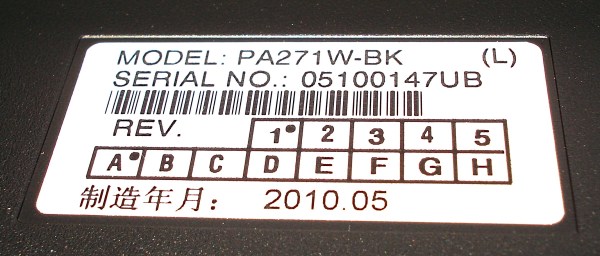 MODEL: PA271W-BK (L)
SERIAL NO.: 05100147UB
REV. 1• 2 3 4 5
A• B C D E F G H
制造年月: 2010.05